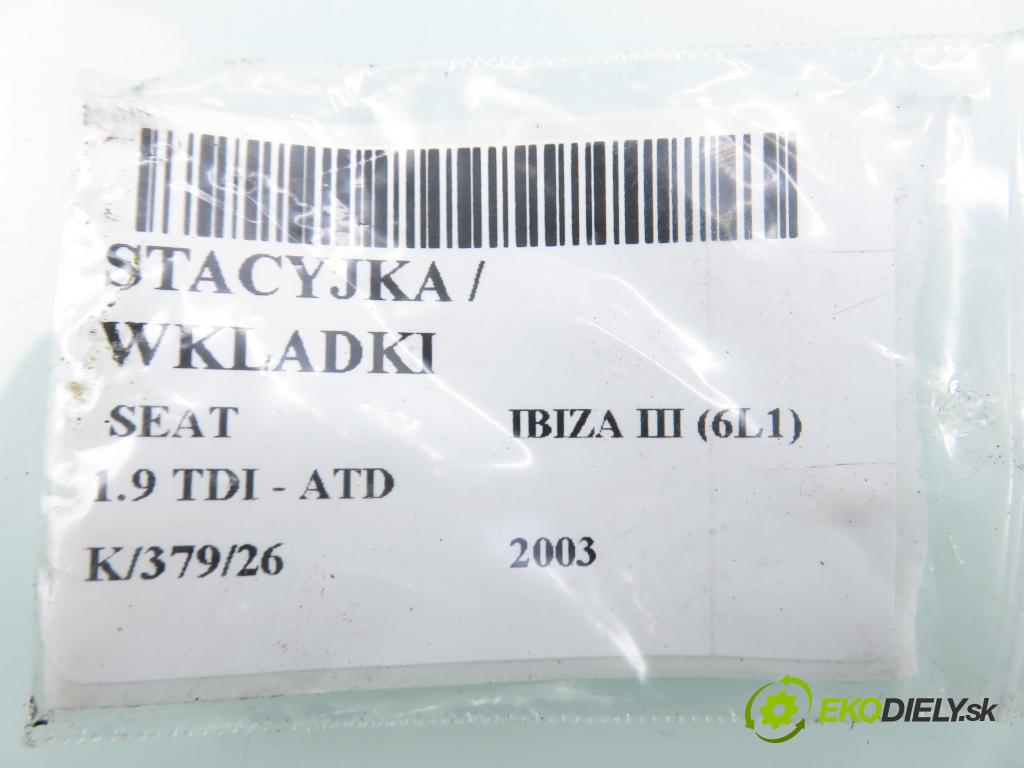 STACYJKA /
WKLADKI
SEAT IBIZA III (6L1)
1.9 TDI - ATD
K/379/26 2003
EKODIELY.sk